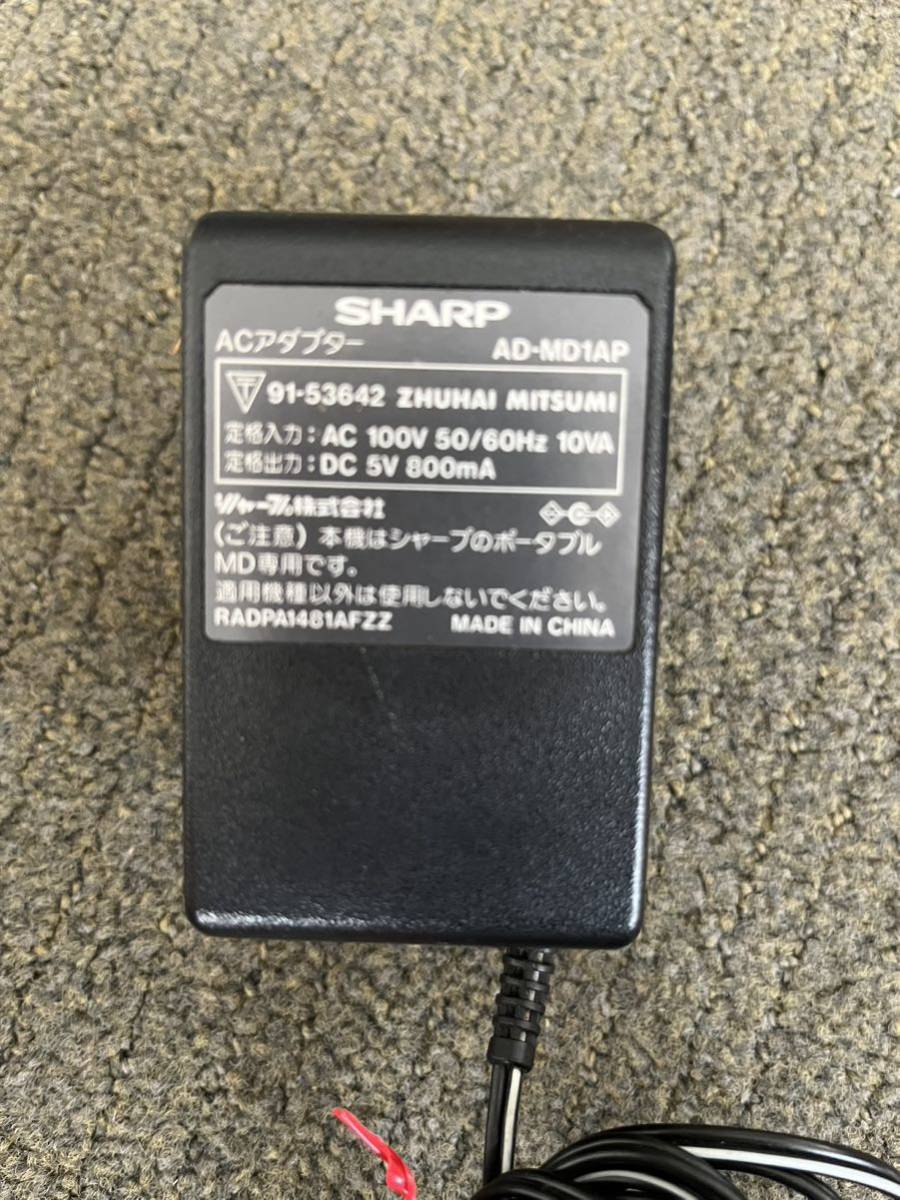 SHARP
ACアダプター AD-MD1AP
T 91-53642 ZHUHAI MITSUMI
定格入力:AC 100V 50/60Hz 10VA
定格出力:DC 5V 800mA
シャープ株式会社
(ご注意)本機はシャープのポータブル
MD専用です。
適用機種以外は使用しないでください。
RADPA1481AFZZ MADE IN CHINA